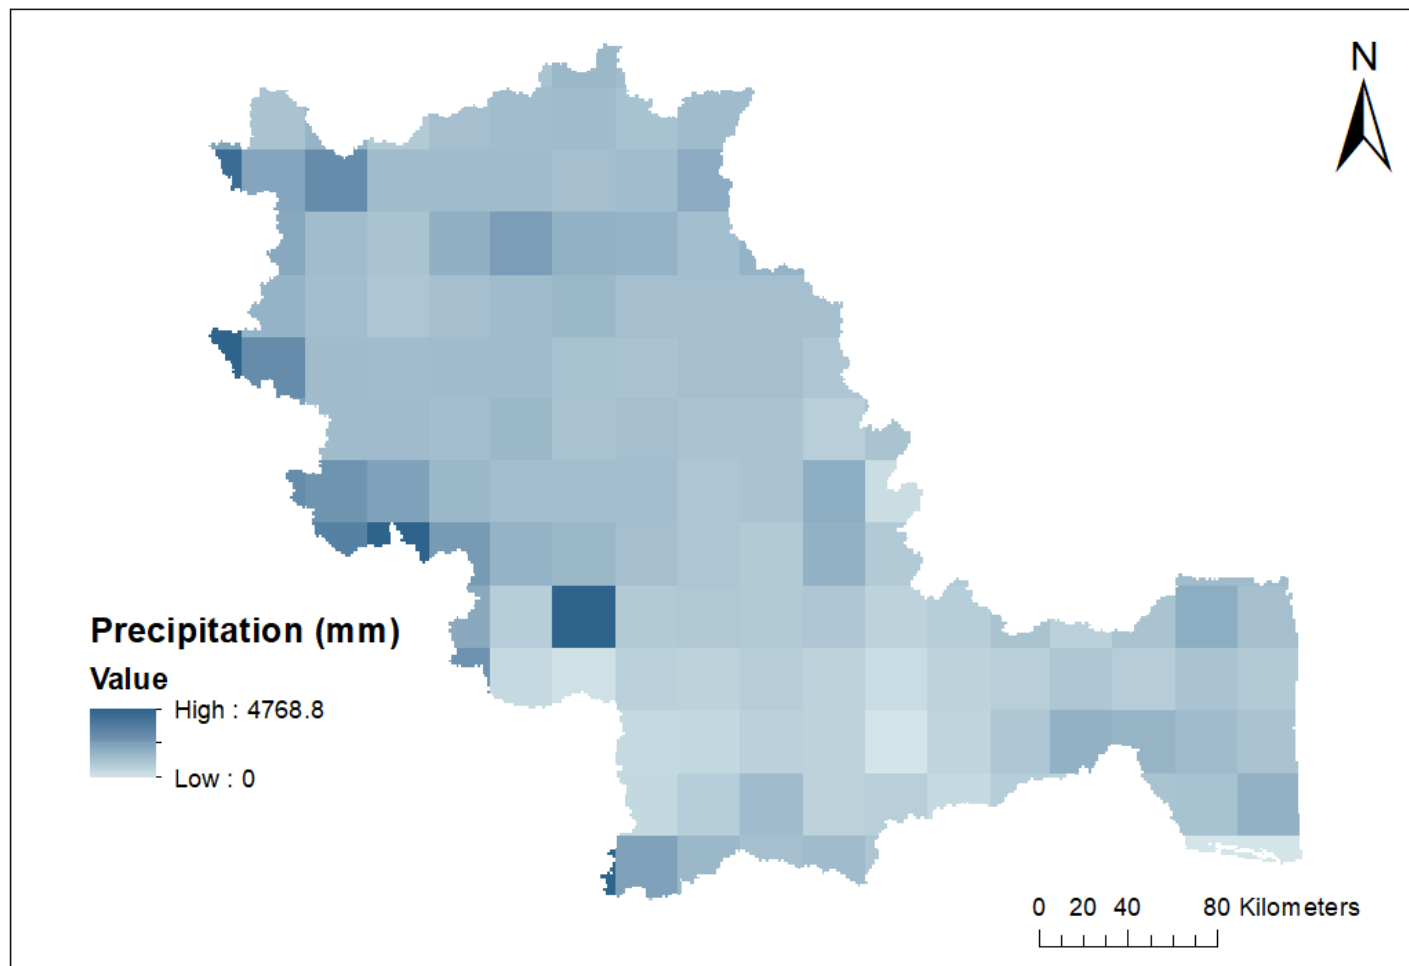 N
Precipitation (mm)
Value
High : 4768.8
Low : 0
0 20 40 80 Kilometers